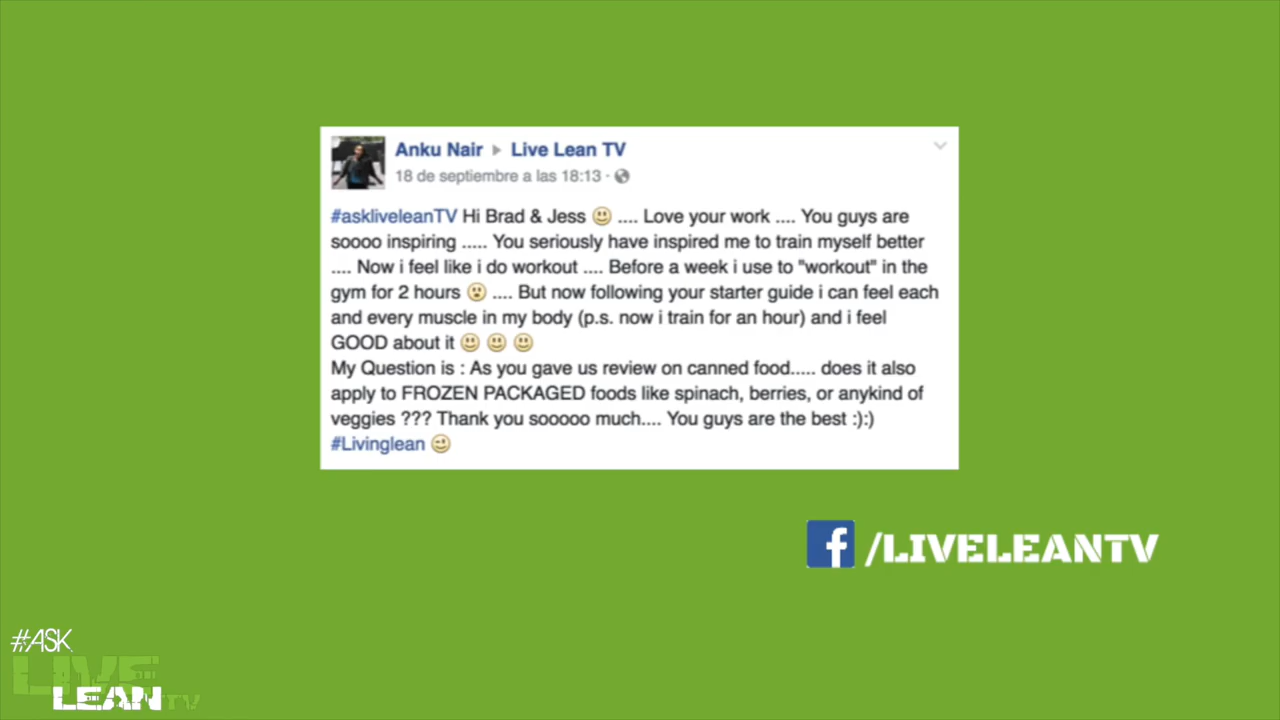 Anku Nair ▸ Live Lean TV
18 de septiembre a las 18:13 ·
#askliveleanTV Hi Brad & Jess 🙂 .... Love your work .... You guys are
soooo inspiring ..... You seriously have inspired me to train myself better
.... Now i feel like i do workout .... Before a week i use to "workout" in the
gym for 2 hours 😮 .... But now following your starter guide i can feel each
and every muscle in my body (p.s. now i train for an hour) and i feel
GOOD about it 🙂 🙂 🙂
My Question is : As you gave us review on canned food..... does it also
apply to FROZEN PACKAGED foods like spinach, berries, or anykind of
veggies ??? Thank you sooooo much.... You guys are the best :):)
#Livinglean 😉
f /LIVELEANTV
#ASK
LIVE
LEAN TV